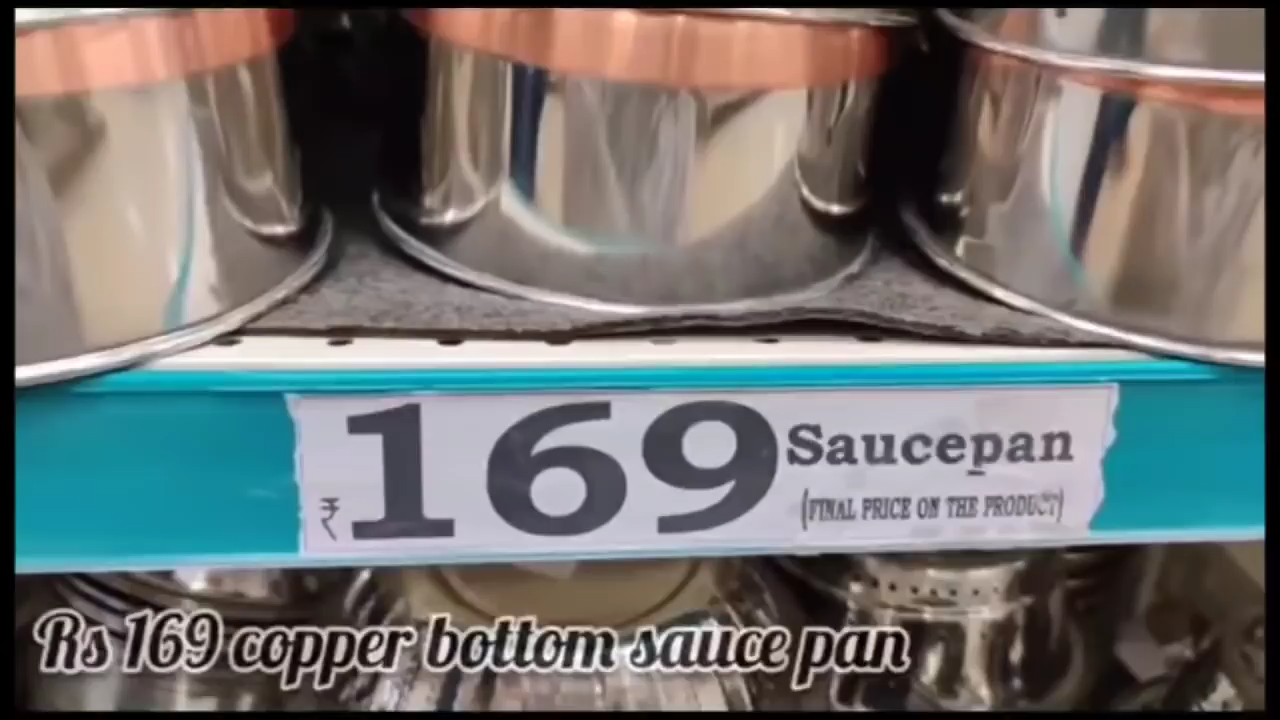 ₹169 Saucepan
(FINAL PRICE ON THE PRODUCT)
Rs 169 copper bottom sauce pan